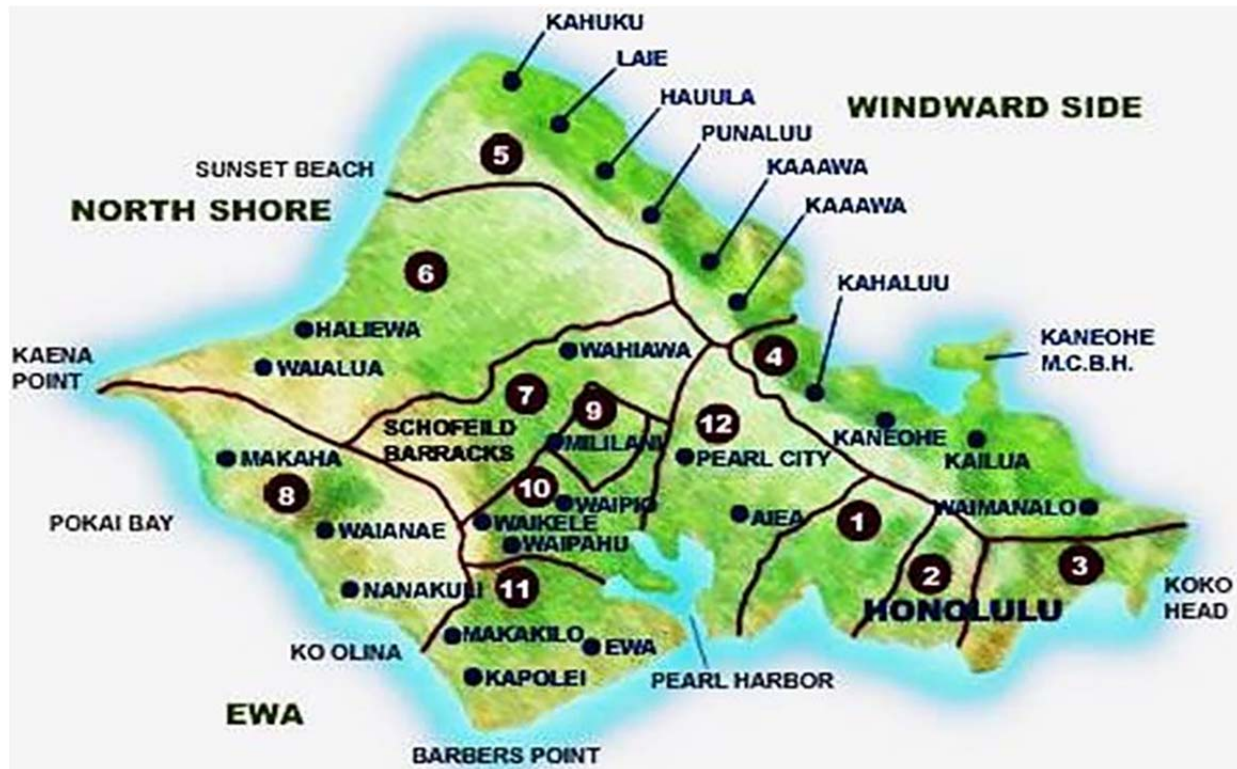 KAHUKU
LAIE
HAUULA
WINDWARD SIDE
PUNALUU
5
SUNSET BEACH
KAAAWA
NORTH SHORE
KAAAWA
6
KAHALUU
HALIEWA
KANEOHE
M.C.B.H.
WAHIAWA
4
KAENA
POINT
WAIALUA
7
9
12
SCHOFEILD
BARRACKS
MILILANI
KANEOHE
MAKAHA
PEARL CITY
KAILUA
8
10
WAIPIO
WAIMANALO
POKAI BAY
WAIANAE
WAIKELE
AIEA
1
WAIPAHU
2
3
NANAKULI
11
HONOLULU
KOKO
HEAD
MAKAKILO
EWA
KO OLINA
KAPOLEI
PEARL HARBOR
EWA
BARBERS POINT